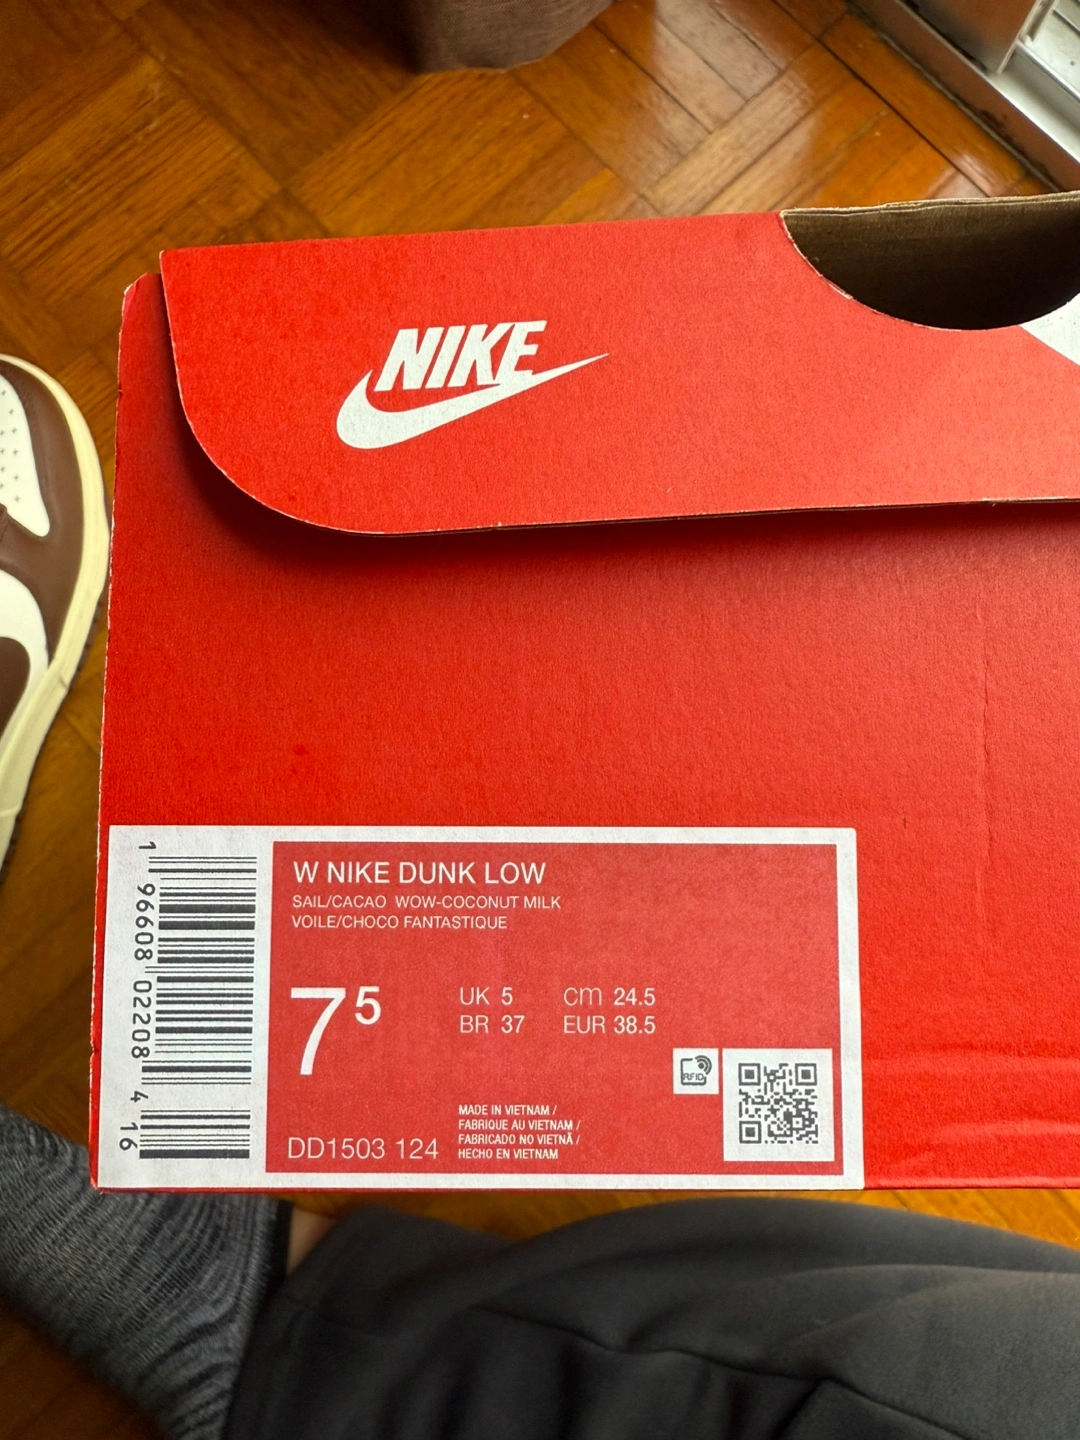 NIKE
W NIKE DUNK LOW
SAIL/CACAO WOW-COCONUT MILK
VOILE/CHOCO FANTASTIQUE
7⁵
UK 5 cm 24.5
BR 37 EUR 38.5
RFID
MADE IN VIETNAM /
FABRIQUE AU VIETNAM /
FABRICADO NO VIETNÃ /
HECHO EN VIETNAM
DD1503 124
1 96608 02208 4 16